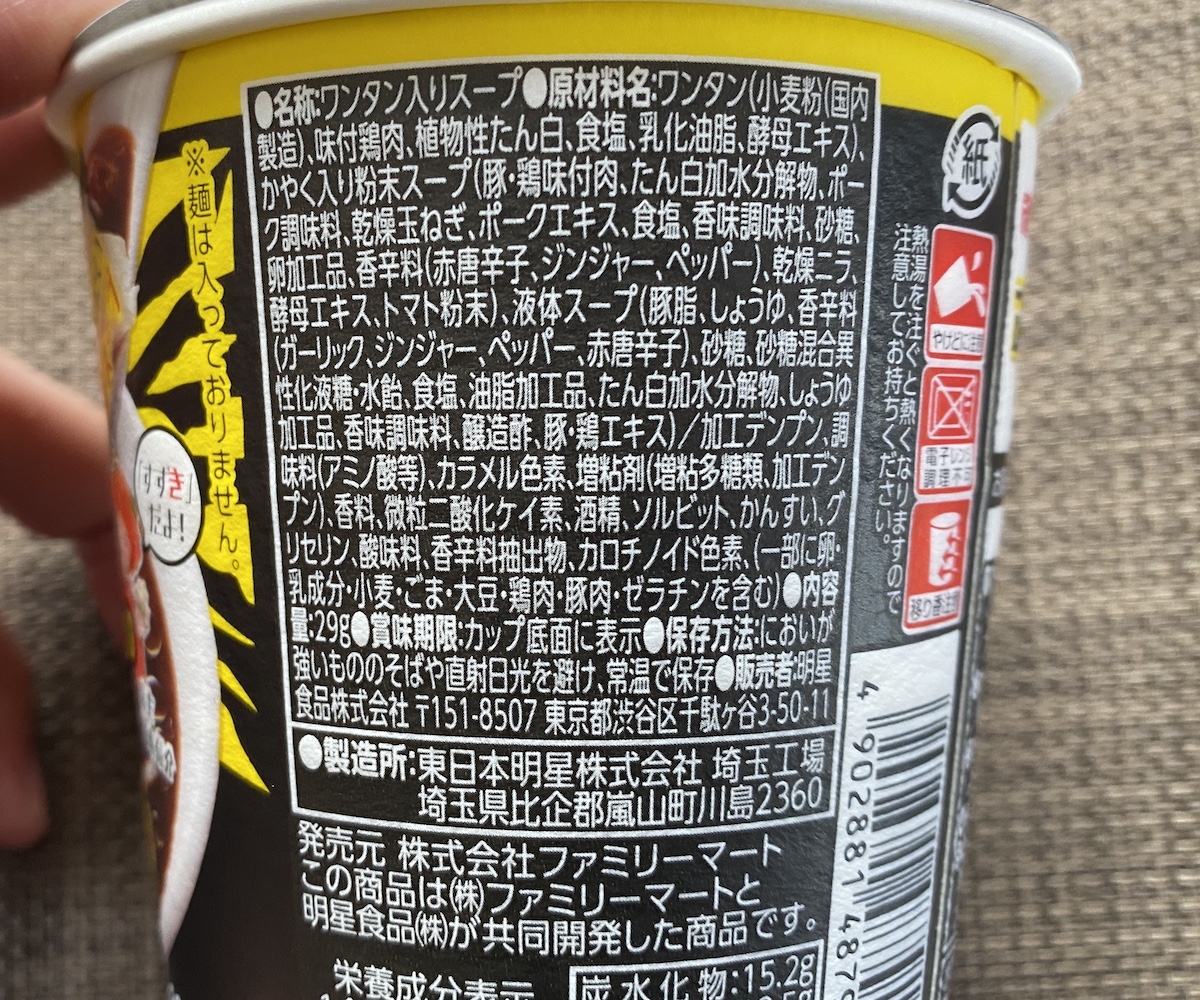 ●名称:ワンタン入りスープ●原材料名:ワンタン(小麦粉(国内
製造)、味付鶏肉、植物性たん白、食塩、乳化油脂、酵母エキス)、
かやく入り粉末スープ(豚・鶏味付肉、たん白加水分解物、ポー
ク調味料、乾燥玉ねぎ、ポークエキス、食塩、香味調味料、砂糖、
卵加工品、香辛料(赤唐辛子、ジンジャー、ペッパー)、乾燥ニラ、
酵母エキス、トマト粉末)、液体スープ(豚脂、しょうゆ、香辛料
(ガーリック、ジンジャー、ペッパー、赤唐辛子)、砂糖、砂糖混合異
性化液糖・水飴、食塩、油脂加工品、たん白加水分解物、しょうゆ
加工品、香味調味料、醸造酢、豚・鶏エキス)/加工デンプン、調
味料(アミノ酸等)、カラメル色素、増粘剤(増粘多糖類、加工デン
プン)、香料、微粒二酸化ケイ素、酒精、ソルビット、かんすい、グ
リセリン、酸味料、香辛料抽出物、カロチノイド色素、(一部に卵・
乳成分・小麦・ごま・大豆・鶏肉・豚肉・ゼラチンを含む)●内容
量:29g●賞味期限:カップ底面に表示●保存方法:においが
強いもののそばや直射日光を避け、常温で保存●販売者:明星
食品株式会社 〒151-8507 東京都渋谷区千駄ヶ谷3-50-11
●製造所:東日本明星株式会社 埼玉工場
埼玉県比企郡嵐山町川島2360
発売元 株式会社ファミリーマート
この商品は(株)ファミリーマートと
明星食品(株)が共同開発した商品です。
栄養成分表示
炭水化物:15.2g
※麺は入っておりません。
すすき」
だよ!
紙
熱湯を注ぐと熱くなりますので
注意してお持ちください。
やけどに注意
電子レンジ
調理不可
移り香注意
4 902881 487